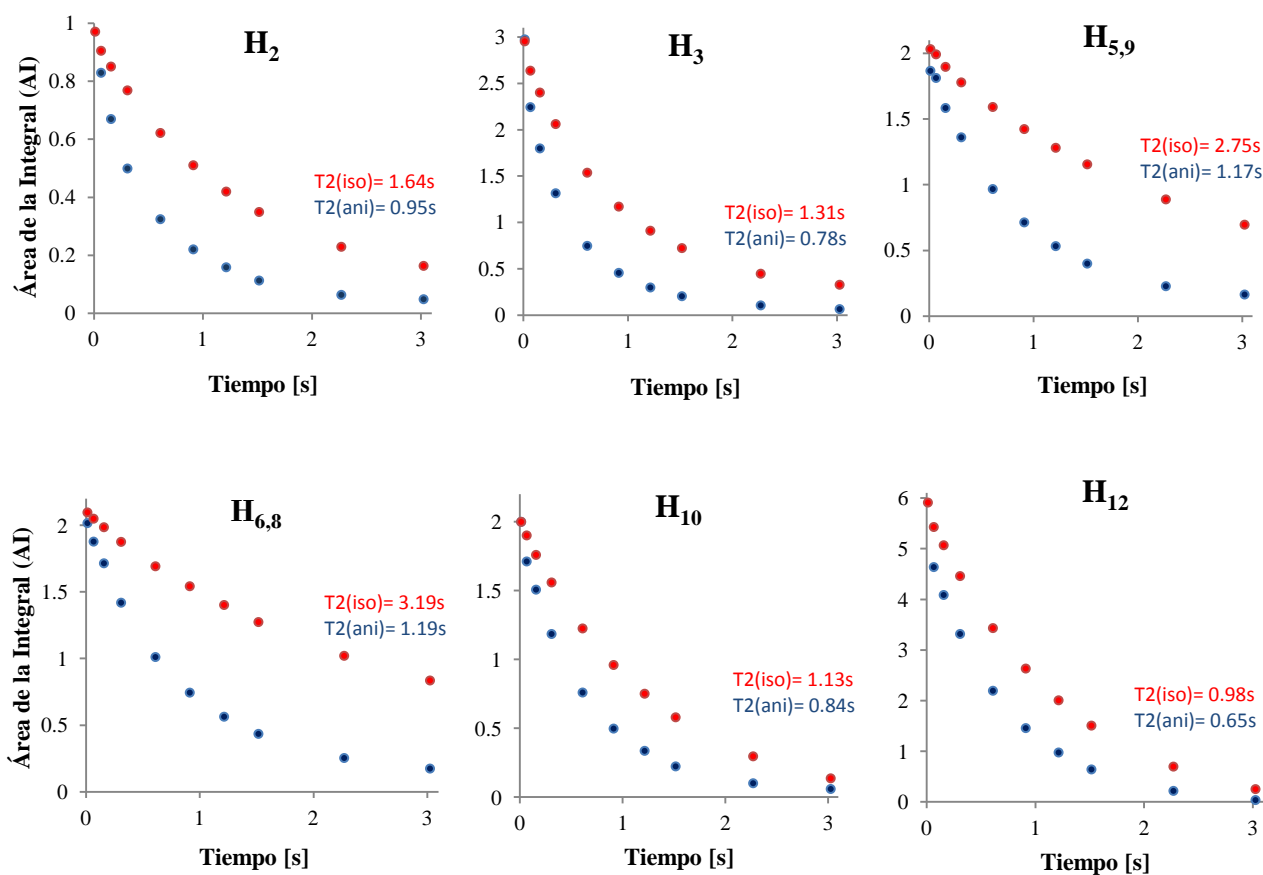 H2
Área de la Integral (AI)
1
0.8
0.6
0.4
0.2
0
0 1 2 3
Tiempo [s]
T2(iso)= 1.64s
T2(ani)= 0.95s
H3
3
2.5
2
1.5
1
0.5
0
0 1 2 3
Tiempo [s]
T2(iso)= 1.31s
T2(ani)= 0.78s
H5,9
2
1.5
1
0.5
0
0 1 2 3
Tiempo [s]
T2(iso)= 2.75s
T2(ani)= 1.17s
H6,8
Área de la Integral (AI)
2
1.5
1
0.5
0
0 1 2 3
Tiempo [s]
T2(iso)= 3.19s
T2(ani)= 1.19s
H10
2
1.5
1
0.5
0
0 1 2 3
Tiempo [s]
T2(iso)= 1.13s
T2(ani)= 0.84s
H12
6
5
4
3
2
1
0
0 1 2 3
Tiempo [s]
T2(iso)= 0.98s
T2(ani)= 0.65s